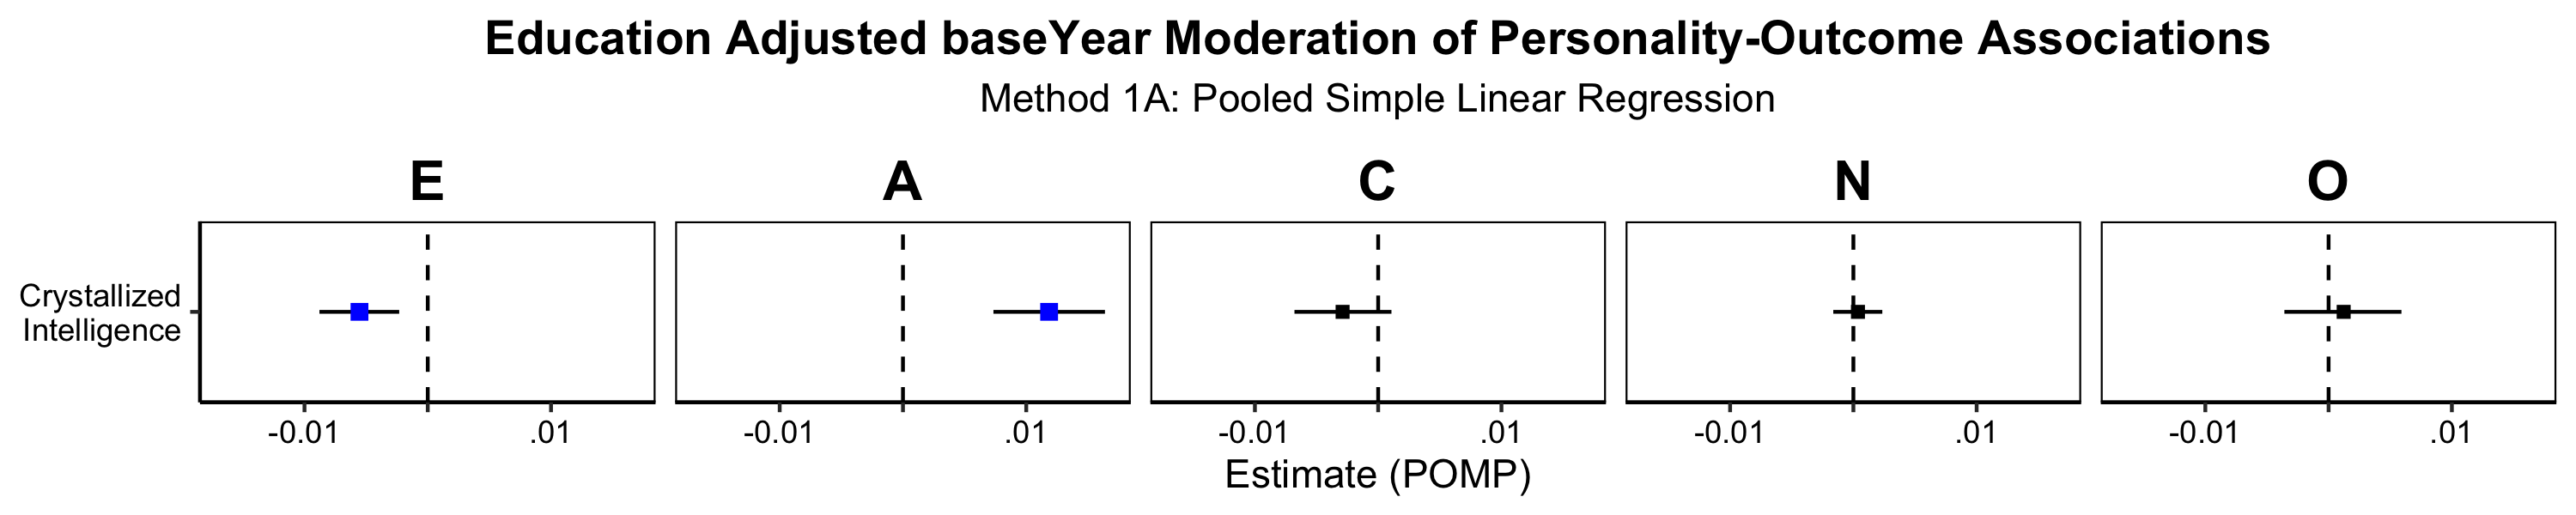 Education Adjusted baseYear Moderation of Personality-Outcome Associations
Method 1A: Pooled Simple Linear Regression
E A C N O
Crystallized
Intelligence
-0.01 .01 -0.01 .01 -0.01 .01 -0.01 .01 -0.01 .01
Estimate (POMP)